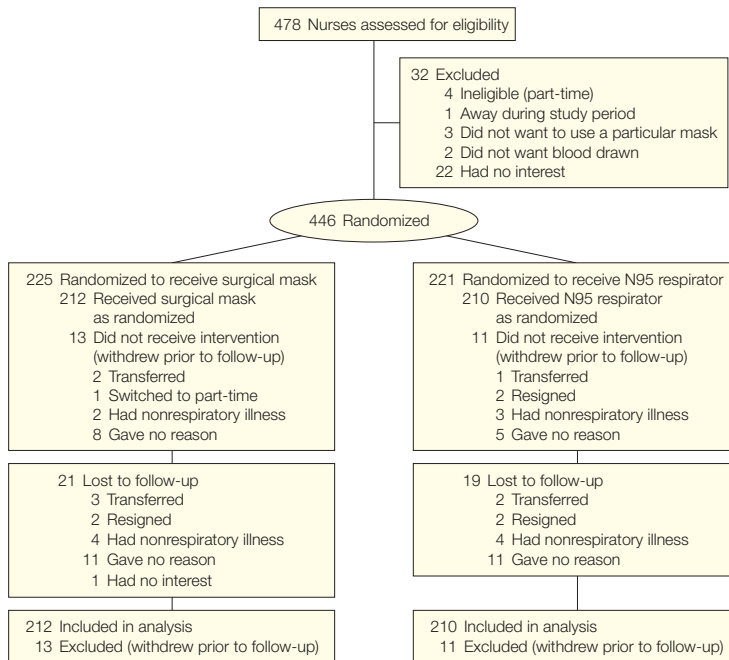 478 Nurses assessed for eligibility
32 Excluded
4 Ineligible (part-time)
1 Away during study period
3 Did not want to use a particular mask
2 Did not want blood drawn
22 Had no interest
446 Randomized
225 Randomized to receive surgical mask
212 Received surgical mask
as randomized
13 Did not receive intervention
(withdrew prior to follow-up)
2 Transferred
1 Switched to part-time
2 Had nonrespiratory illness
8 Gave no reason
221 Randomized to receive N95 respirator
210 Received N95 respirator
as randomized
11 Did not receive intervention
(withdrew prior to follow-up)
1 Transferred
2 Resigned
3 Had nonrespiratory illness
5 Gave no reason
21 Lost to follow-up
3 Transferred
2 Resigned
4 Had nonrespiratory illness
11 Gave no reason
1 Had no interest
19 Lost to follow-up
2 Transferred
2 Resigned
4 Had nonrespiratory illness
11 Gave no reason
212 Included in analysis
13 Excluded (withdrew prior to follow-up)
210 Included in analysis
11 Excluded (withdrew prior to follow-up)